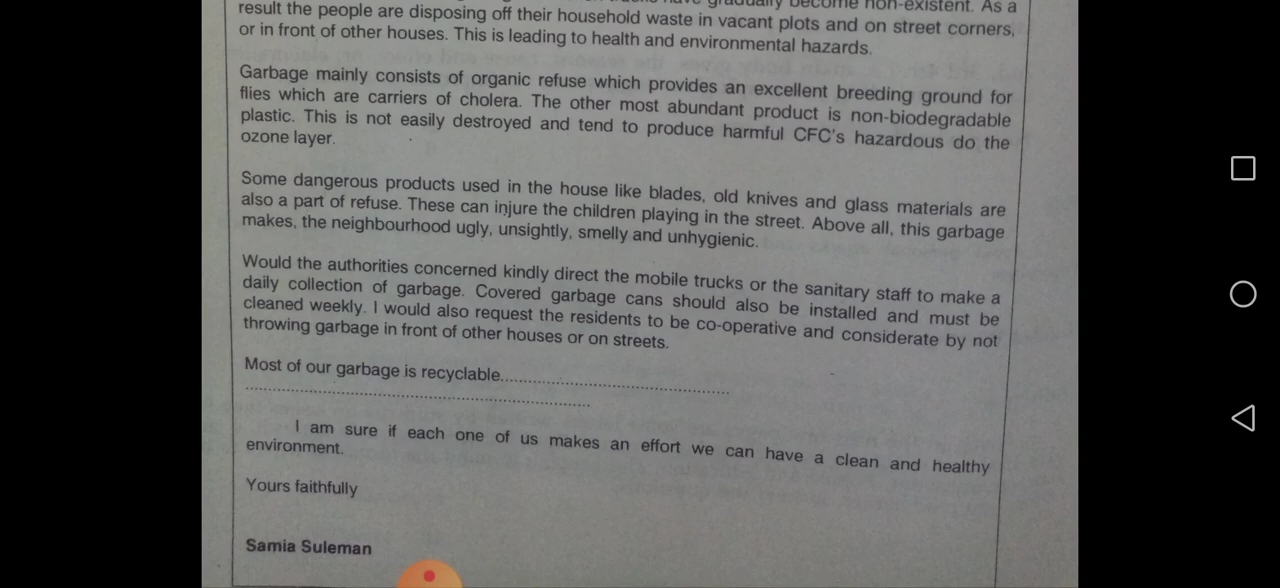 gradually become non-existent. As a
result the people are disposing off their household waste in vacant plots and on street corners,
or in front of other houses. This is leading to health and environmental hazards.
Garbage mainly consists of organic refuse which provides an excellent breeding ground for
flies which are carriers of cholera. The other most abundant product is non-biodegradable
plastic. This is not easily destroyed and tend to produce harmful CFC's hazardous do the
ozone layer.
Some dangerous products used in the house like blades, old knives and glass materials are
also a part of refuse. These can injure the children playing in the street. Above all, this garbage
makes, the neighbourhood ugly, unsightly, smelly and unhygienic.
Would the authorities concerned kindly direct the mobile trucks or the sanitary staff to make a
daily collection of garbage. Covered garbage cans should also be installed and must be
cleaned weekly. I would also request the residents to be co-operative and considerate by not
throwing garbage in front of other houses or on streets.
Most of our garbage is recyclable..................................................
..........................................................................
I am sure if each one of us makes an effort we can have a clean and healthy
environment.
Yours faithfully
Samia Suleman